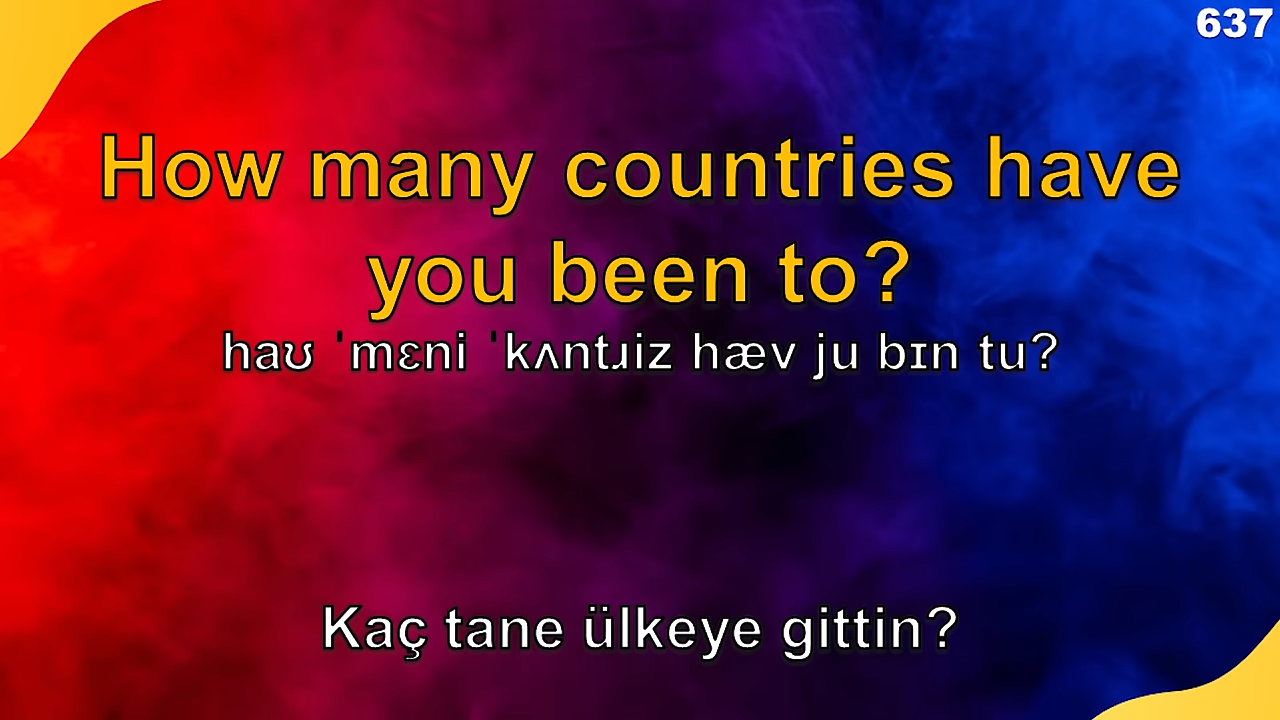 637
How many countries have
you been to?
haʊ ˈmɛni ˈkʌntɹiz hæv ju bɪn tu?
Kaç tane ülkeye gittin?